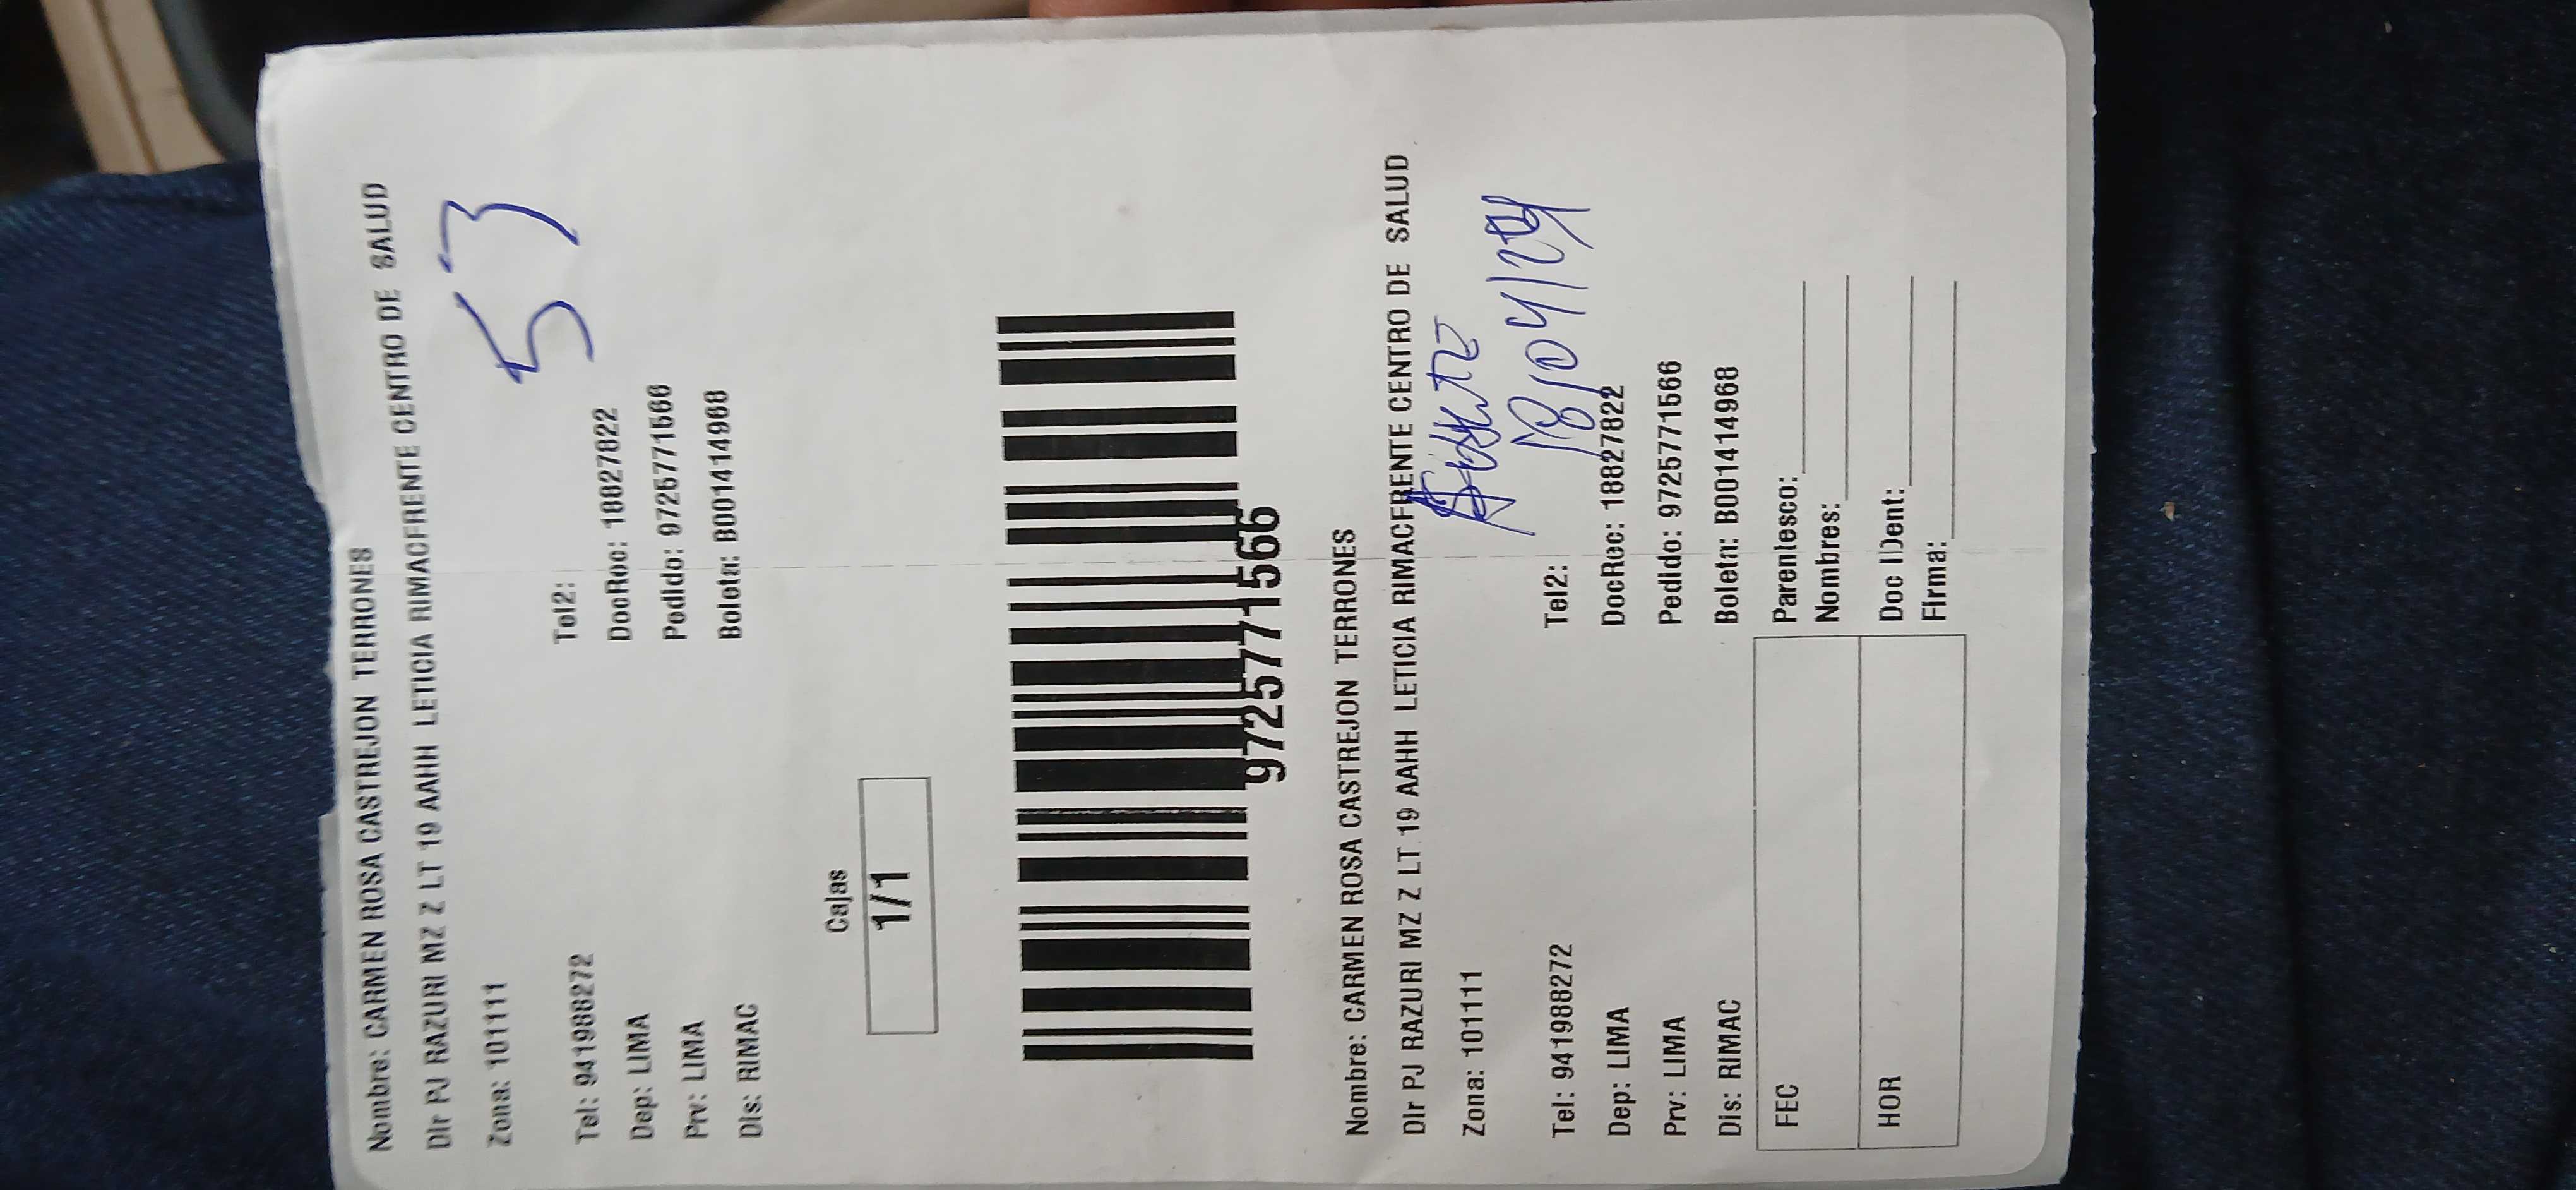 Nombre: CARMEN ROSA CASTREJON TERRONES
Dir PJ RAZURI MZ Z LT 19 AAHH LETICIA RIMACFRENTE CENTRO DE SALUD
Zona: 101111
53
Tel: 941988272 Tel2:
Dep: LIMA DocRec: 18827822
Prv: LIMA Pedido: 9725771566
Dis: RIMAC Boleta: B001414968
Cajas
1/1
9725771566
Nombre: CARMEN ROSA CASTREJON TERRONES
Dir PJ RAZURI MZ Z LT 19 AAHH LETICIA RIMACFRENTE CENTRO DE SALUD
Zona: 101111
18/04/24
Tel: 941988272 Tel2:
Dep: LIMA DocRec: 18827822
Prv: LIMA Pedido: 9725771566
Dis: RIMAC Boleta: B001414968
FEC Parentesco:
Nombres:
HOR Doc IDent:
Firma: